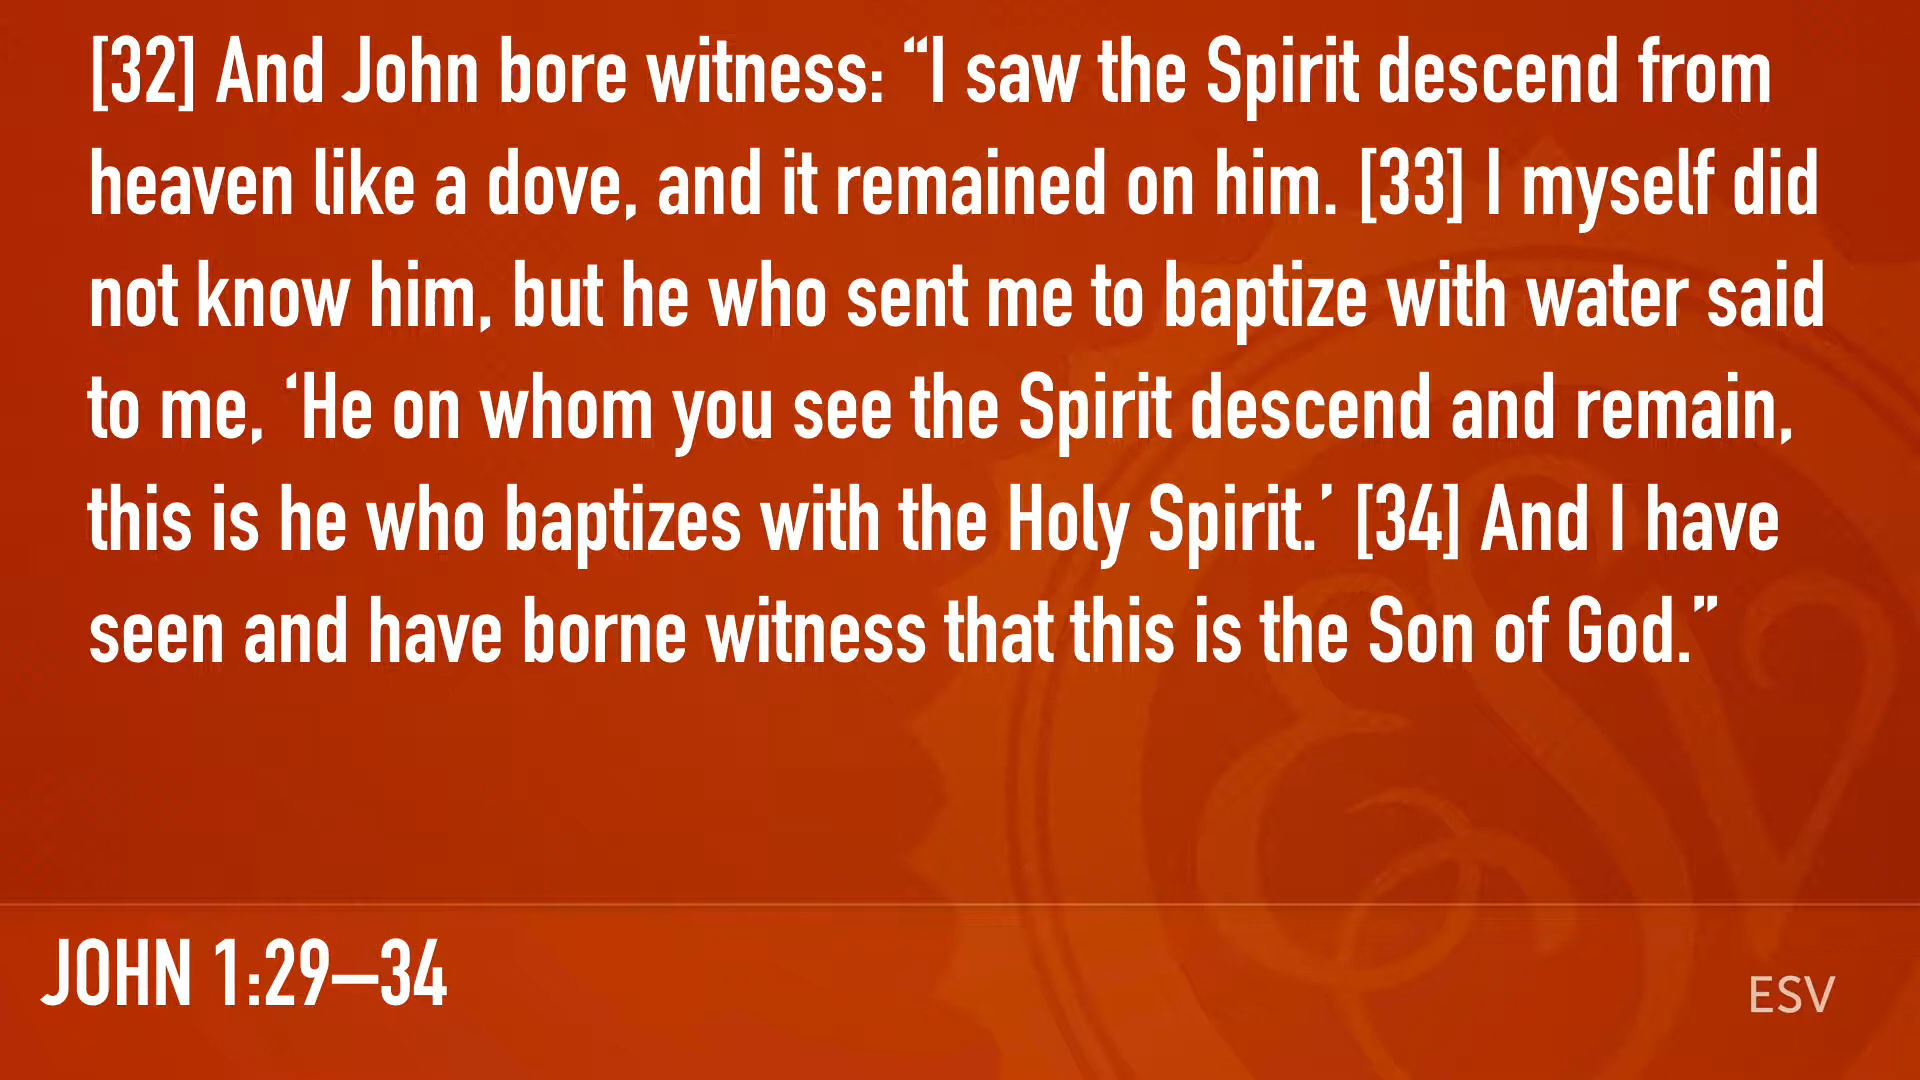 [32] And John bore witness: “I saw the Spirit descend from
heaven like a dove, and it remained on him. [33] I myself did
not know him, but he who sent me to baptize with water said
to me, ‘He on whom you see the Spirit descend and remain,
this is he who baptizes with the Holy Spirit.’ [34] And I have
seen and have borne witness that this is the Son of God.”
JOHN 1:29–34
ESV